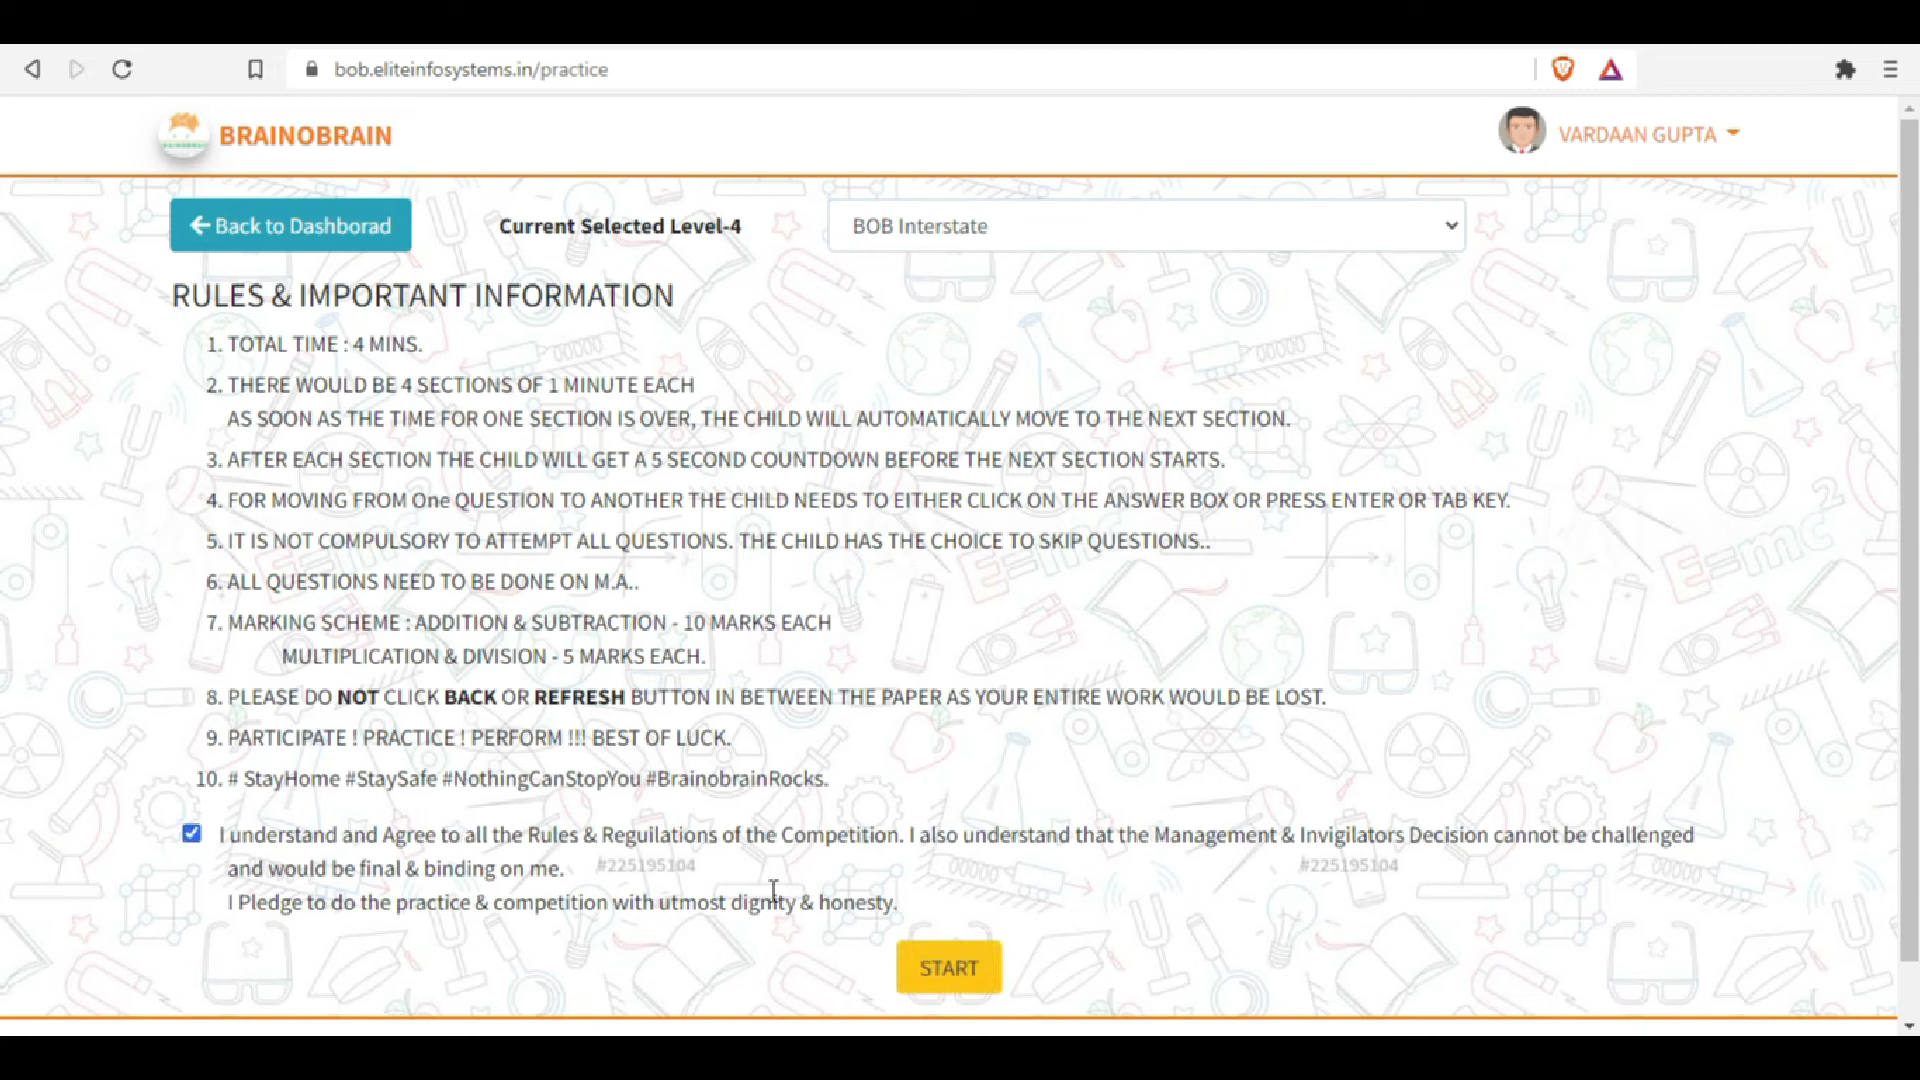 bob.eliteinfosystems.in/practice
BRAINOBRAIN
VARDAAN GUPTA
Back to Dashborad
Current Selected Level-4
BOB Interstate
RULES & IMPORTANT INFORMATION
1. TOTAL TIME : 4 MINS.
2. THERE WOULD BE 4 SECTIONS OF 1 MINUTE EACH
AS SOON AS THE TIME FOR ONE SECTION IS OVER, THE CHILD WILL AUTOMATICALLY MOVE TO THE NEXT SECTION.
3. AFTER EACH SECTION THE CHILD WILL GET A 5 SECOND COUNTDOWN BEFORE THE NEXT SECTION STARTS.
4. FOR MOVING FROM One QUESTION TO ANOTHER THE CHILD NEEDS TO EITHER CLICK ON THE ANSWER BOX OR PRESS ENTER OR TAB KEY.
5. IT IS NOT COMPULSORY TO ATTEMPT ALL QUESTIONS. THE CHILD HAS THE CHOICE TO SKIP QUESTIONS..
6. ALL QUESTIONS NEED TO BE DONE ON M.A..
7. MARKING SCHEME : ADDITION & SUBTRACTION - 10 MARKS EACH
MULTIPLICATION & DIVISION - 5 MARKS EACH.
8. PLEASE DO NOT CLICK BACK OR REFRESH BUTTON IN BETWEEN THE PAPER AS YOUR ENTIRE WORK WOULD BE LOST.
9. PARTICIPATE ! PRACTICE ! PERFORM !!! BEST OF LUCK.
10. # StayHome #StaySafe #NothingCanStopYou #BrainobrainRocks.
I understand and Agree to all the Rules & Reguilations of the Competition. I also understand that the Management & Invigilators Decision cannot be challenged
and would be final & binding on me.
#225195104
#225195104
I Pledge to do the practice & competition with utmost dignity & honesty.
START
E=mc2
E=mc